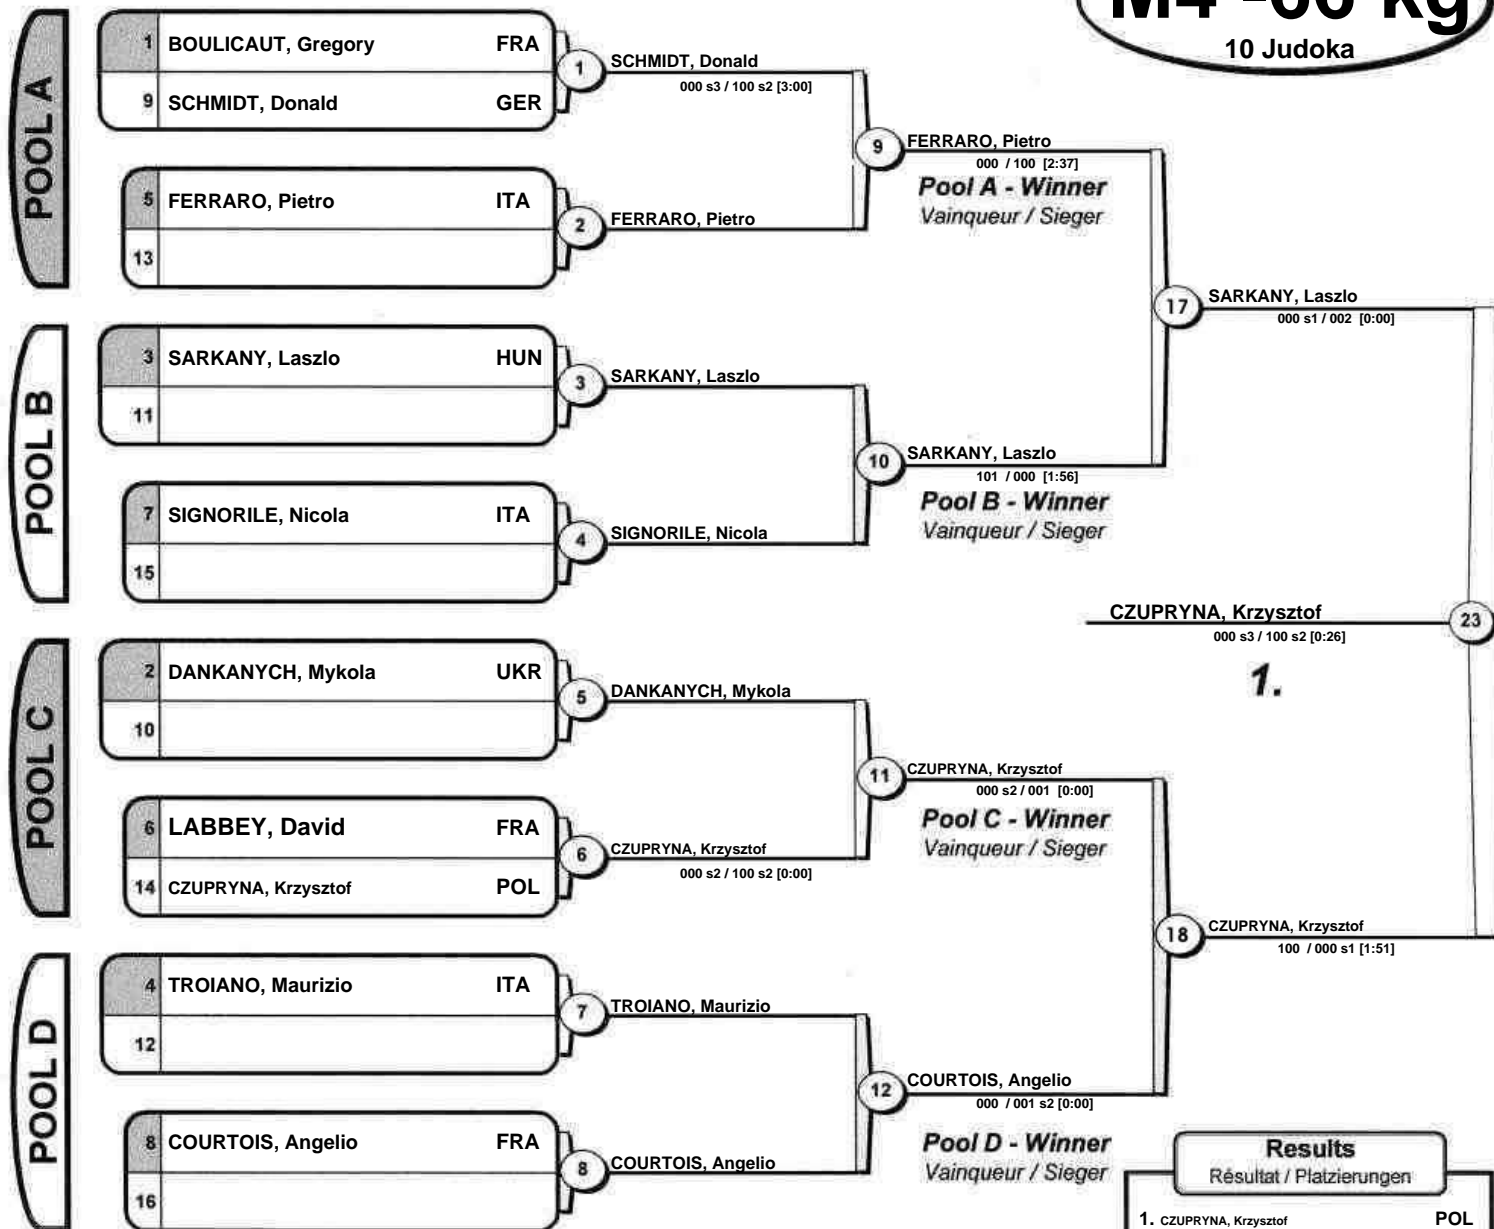 M4 -66 kg
10 Judoka
POOL A
1 BOULICAUT, Gregory FRA
9 SCHMIDT, Donald GER
1 SCHMIDT, Donald
000 s3 / 100 s2 [3:00]
5 FERRARO, Pietro ITA
13
2 FERRARO, Pietro
9 FERRARO, Pietro
000 / 100 [2:37]
Pool A - Winner
Vainqueur / Sieger
POOL B
3 SARKANY, Laszlo HUN
11
3 SARKANY, Laszlo
7 SIGNORILE, Nicola ITA
15
4 SIGNORILE, Nicola
10 SARKANY, Laszlo
101 / 000 [1:56]
Pool B - Winner
Vainqueur / Sieger
17 SARKANY, Laszlo
000 s1 / 002 [0:00]
CZUPRYNA, Krzysztof 23
000 s3 / 100 s2 [0:26]
1.
POOL C
2 DANKANYCH, Mykola UKR
10
5 DANKANYCH, Mykola
6 LABBEY, David FRA
14 CZUPRYNA, Krzysztof POL
6 CZUPRYNA, Krzysztof
000 s2 / 100 s2 [0:00]
11 CZUPRYNA, Krzysztof
000 s2 / 001 [0:00]
Pool C - Winner
Vainqueur / Sieger
18 CZUPRYNA, Krzysztof
100 / 000 s1 [1:51]
POOL D
4 TROIANO, Maurizio ITA
12
7 TROIANO, Maurizio
8 COURTOIS, Angelio FRA
16
8 COURTOIS, Angelio
12 COURTOIS, Angelio
000 / 001 s2 [0:00]
Pool D - Winner
Vainqueur / Sieger
Results
Résultat / Platzierungen
1. CZUPRYNA, Krzysztof POL